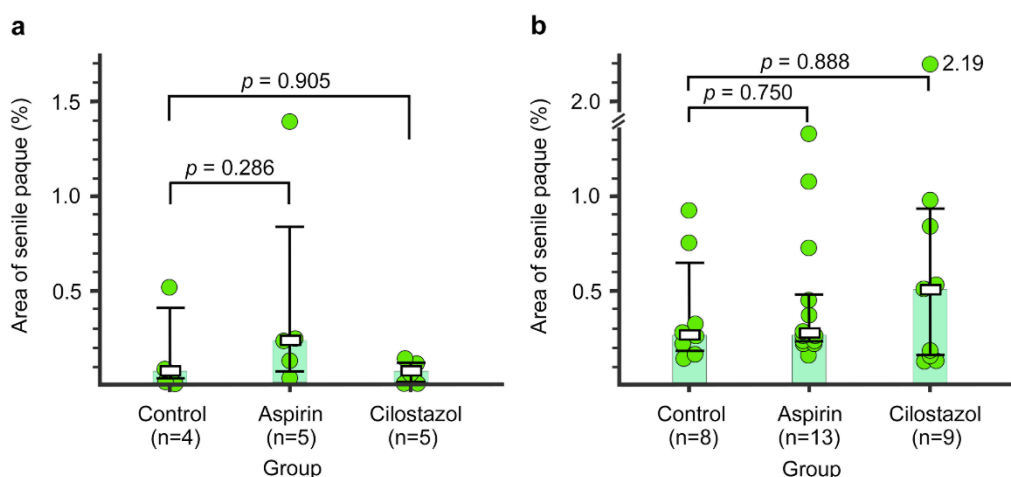 a
Area of senile paque (%)
1.5
1.0
0.5
p = 0.905
p = 0.286
Control
(n=4)
Aspirin
(n=5)
Cilostazol
(n=5)
Group
b
Area of senile paque (%)
2.0
1.0
0.5
2.19
p = 0.888
p = 0.750
Control
(n=8)
Aspirin
(n=13)
Cilostazol
(n=9)
Group